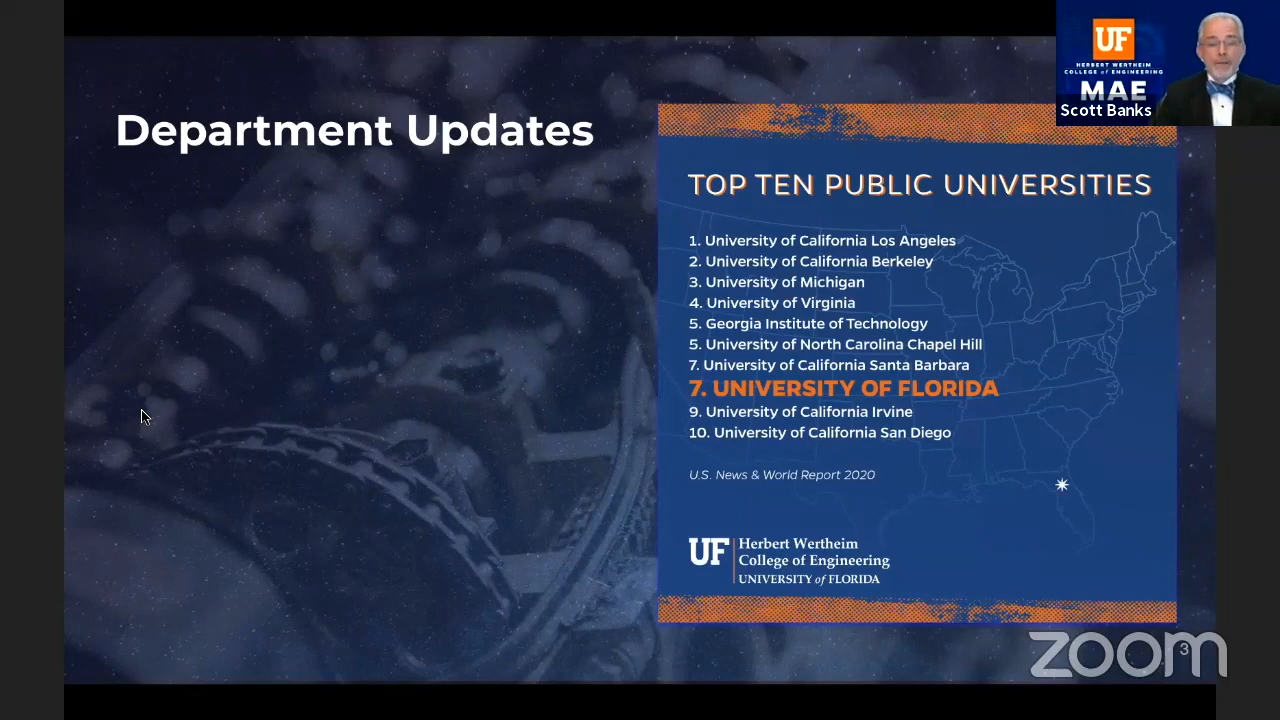 UF
HERBERT WERTHEIM
COLLEGE of ENGINEERING
MAE
Scott Banks
Department Updates
TOP TEN PUBLIC UNIVERSITIES
1. University of California Los Angeles
2. University of California Berkeley
3. University of Michigan
4. University of Virginia
5. Georgia Institute of Technology
5. University of North Carolina Chapel Hill
7. University of California Santa Barbara
7. UNIVERSITY OF FLORIDA
9. University of California Irvine
10. University of California San Diego
U.S. News & World Report 2020
UF
Herbert Wertheim
College of Engineering
UNIVERSITY of FLORIDA
zoom
3